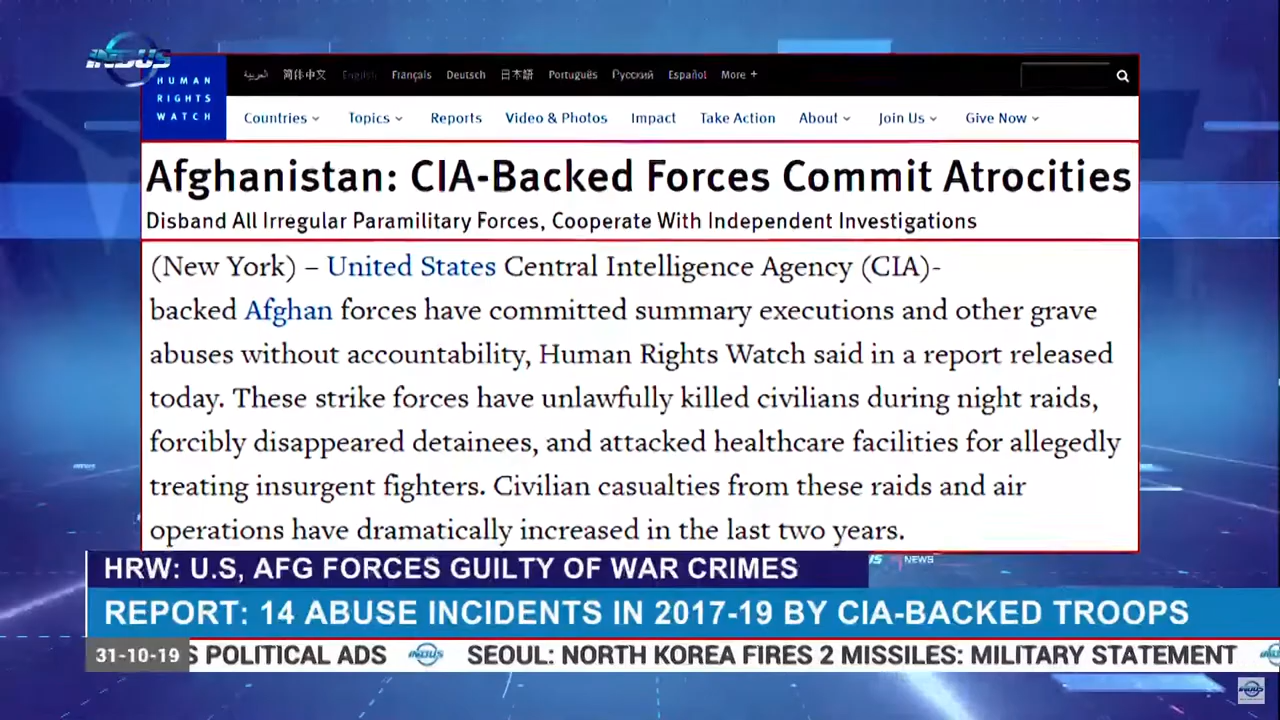 INDUS
HUMAN
RIGHTS
WATCH
العربية 简体中文 English Français Deutsch 日本語 Português Русский Español More +
Countries Topics Reports Video & Photos Impact Take Action About Join Us Give Now
Afghanistan: CIA-Backed Forces Commit Atrocities
Disband All Irregular Paramilitary Forces, Cooperate With Independent Investigations
(New York) – United States Central Intelligence Agency (CIA)-
backed Afghan forces have committed summary executions and other grave
abuses without accountability, Human Rights Watch said in a report released
today. These strike forces have unlawfully killed civilians during night raids,
forcibly disappeared detainees, and attacked healthcare facilities for allegedly
treating insurgent fighters. Civilian casualties from these raids and air
operations have dramatically increased in the last two years.
HRW: U.S, AFG FORCES GUILTY OF WAR CRIMES
NEWS
REPORT: 14 ABUSE INCIDENTS IN 2017-19 BY CIA-BACKED TROOPS
31-10-19 S POLITICAL ADS INDUS SEOUL: NORTH KOREA FIRES 2 MISSILES: MILITARY STATEMENT
INDUS